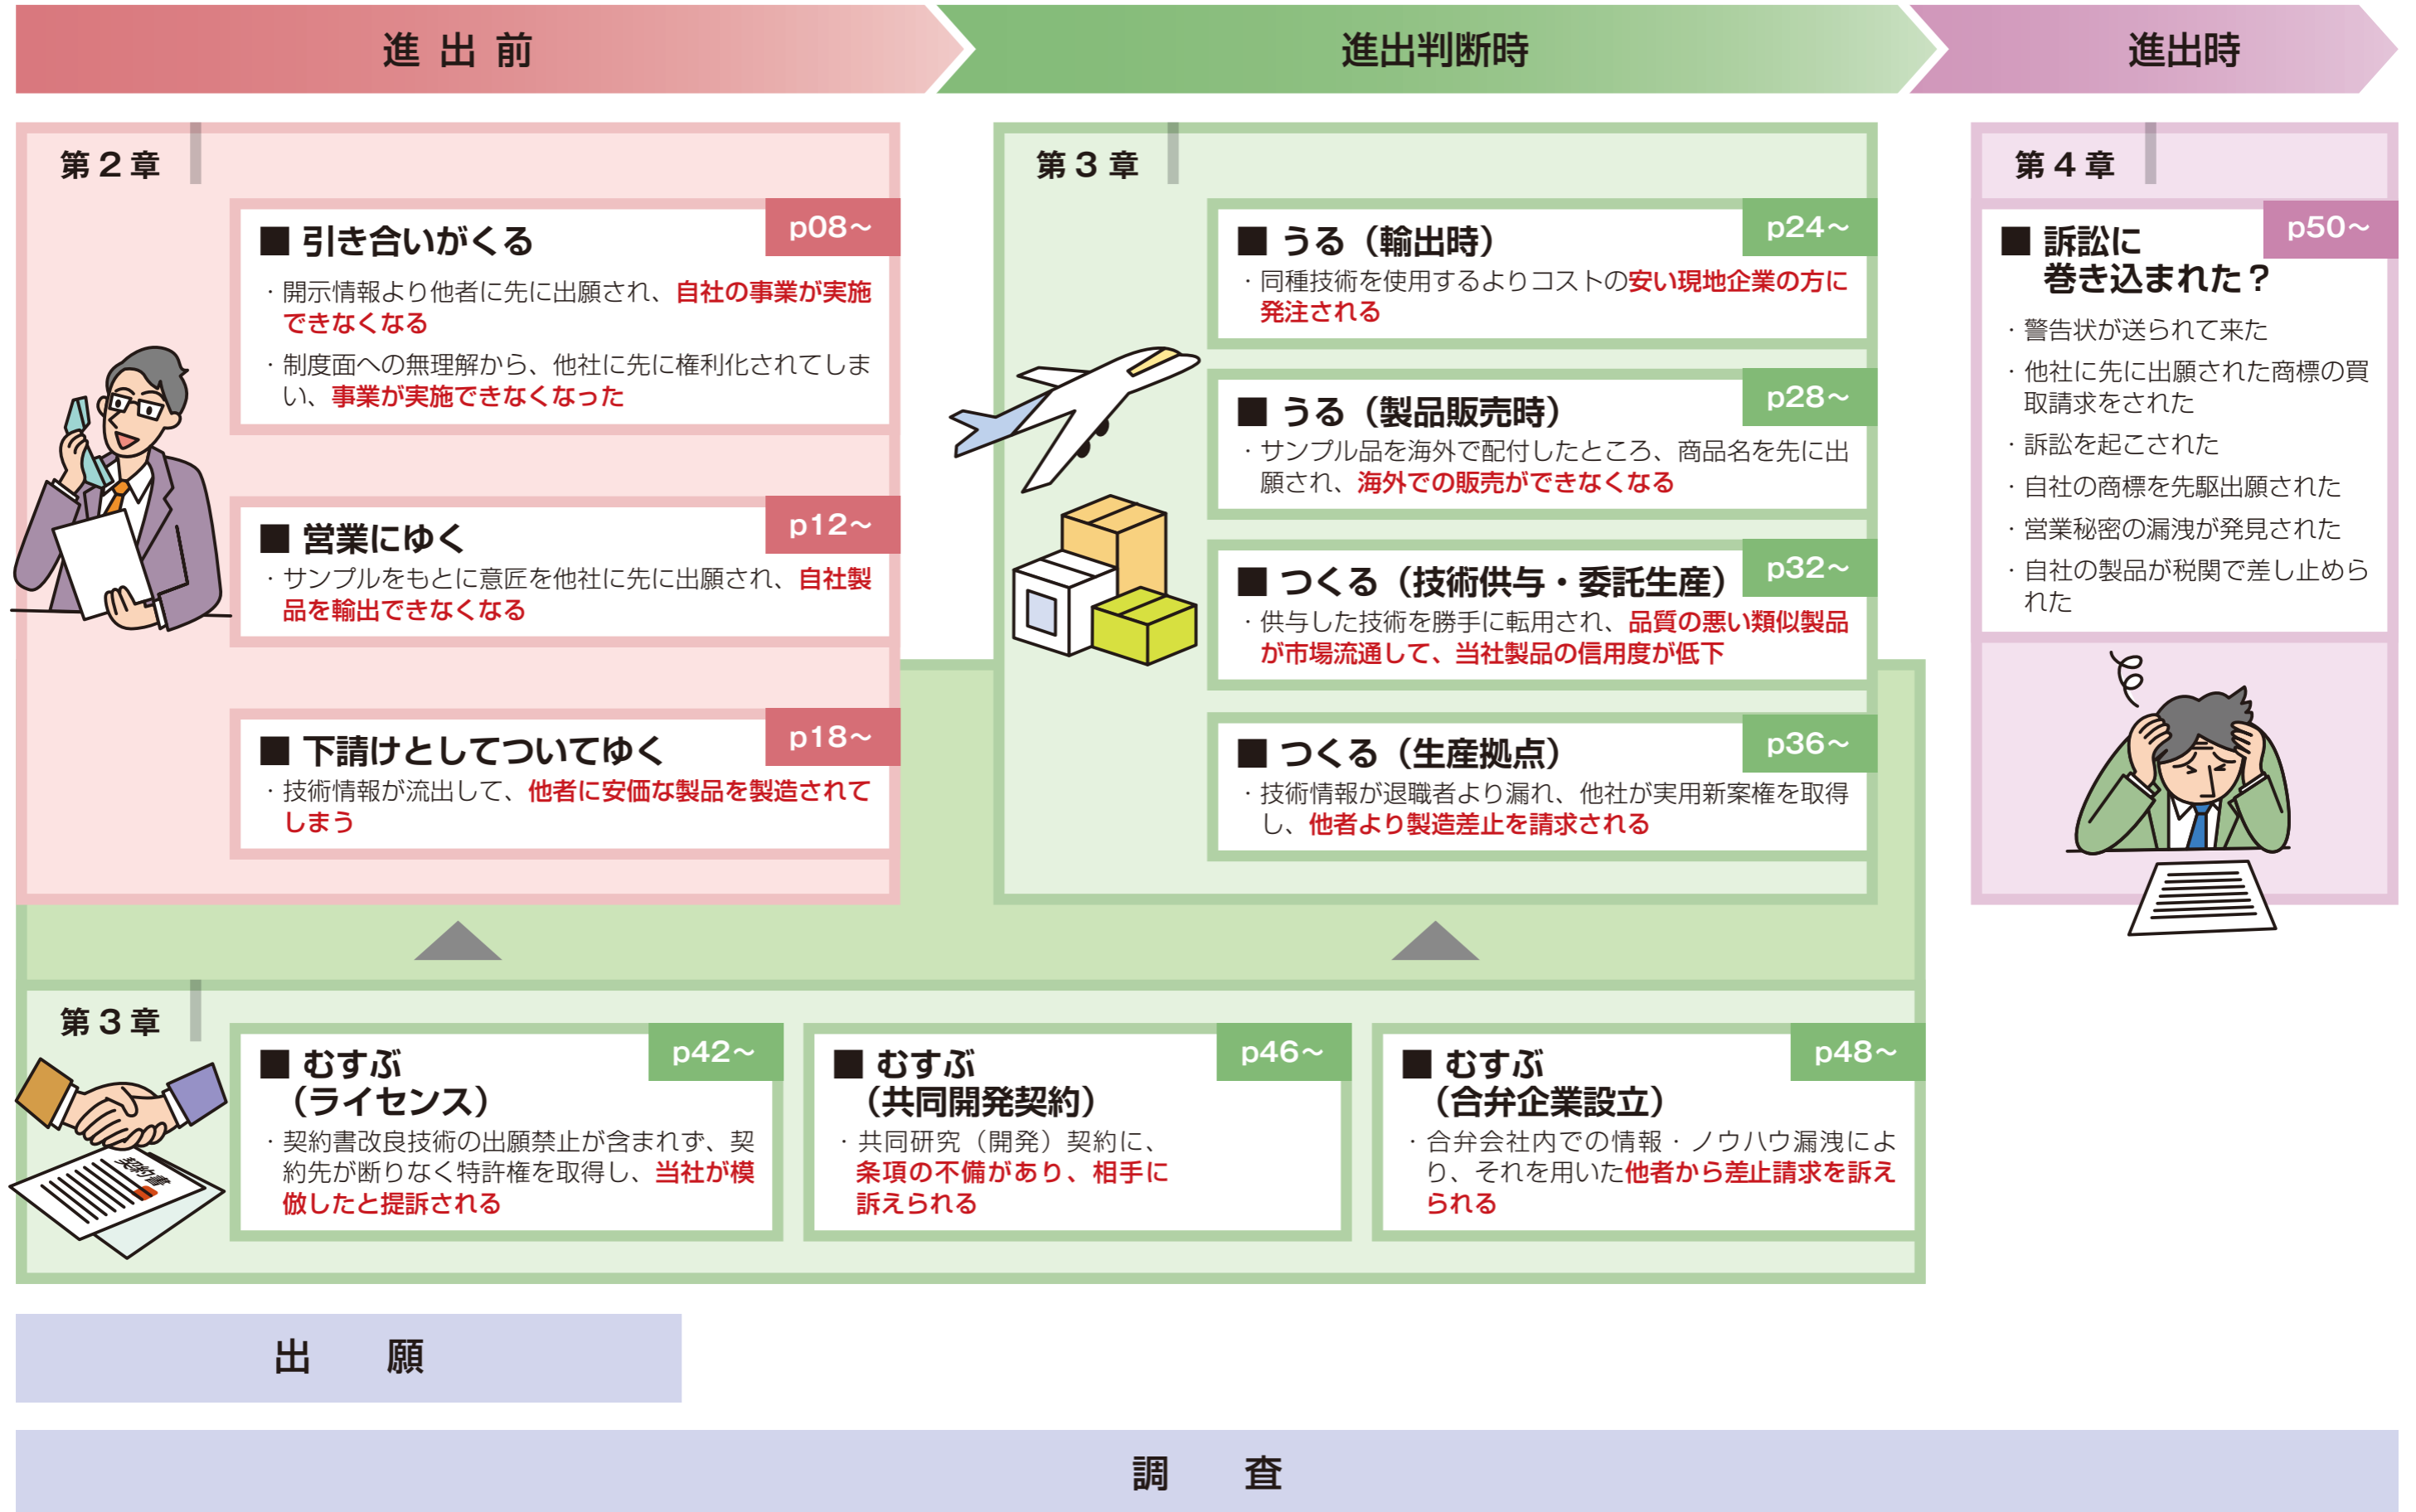 進出前
進出判断時
進出時
第2章
■ 引き合いがくる
p08～
・開示情報より他者に先に出願され、自社の事業が実施
できなくなる
・制度面への無理解から、他社に先に権利化されてしま
い、事業が実施できなくなった
■ 営業にゆく
p12～
・サンプルをもとに意匠を他社に先に出願され、自社製
品を輸出できなくなる
■ 下請けとしてついてゆく
p18～
・技術情報が流出して、他者に安価な製品を製造されて
しまう
第3章
■ うる（輸出時）
p24～
・同種技術を使用するよりコストの安い現地企業の方に
発注される
■ うる（製品販売時）
p28～
・サンプル品を海外で配付したところ、商品名を先に出
願され、海外での販売ができなくなる
■ つくる（技術供与・委託生産）
p32～
・供与した技術を勝手に転用され、品質の悪い類似製品
が市場流通して、当社製品の信用度が低下
■ つくる（生産拠点）
p36～
・技術情報が退職者より漏れ、他社が実用新案権を取得
し、他者より製造差止を請求される
第4章
■ 訴訟に
巻き込まれた？
p50～
・警告状が送られて来た
・他社に先に出願された商標の買
取請求をされた
・訴訟を起こされた
・自社の商標を先駆出願された
・営業秘密の漏洩が発見された
・自社の製品が税関で差し止めら
れた
第3章
契約書
■ むすぶ
（ライセンス）
p42～
・契約書改良技術の出願禁止が含まれず、契
約先が断りなく特許権を取得し、当社が模
倣したと提訴される
■ むすぶ
（共同開発契約）
p46～
・共同研究（開発）契約に、
条項の不備があり、相手に
訴えられる
■ むすぶ
（合弁企業設立）
p48～
・合弁会社内での情報・ノウハウ漏洩によ
り、それを用いた他者から差止請求を訴え
られる
出　願
調　査